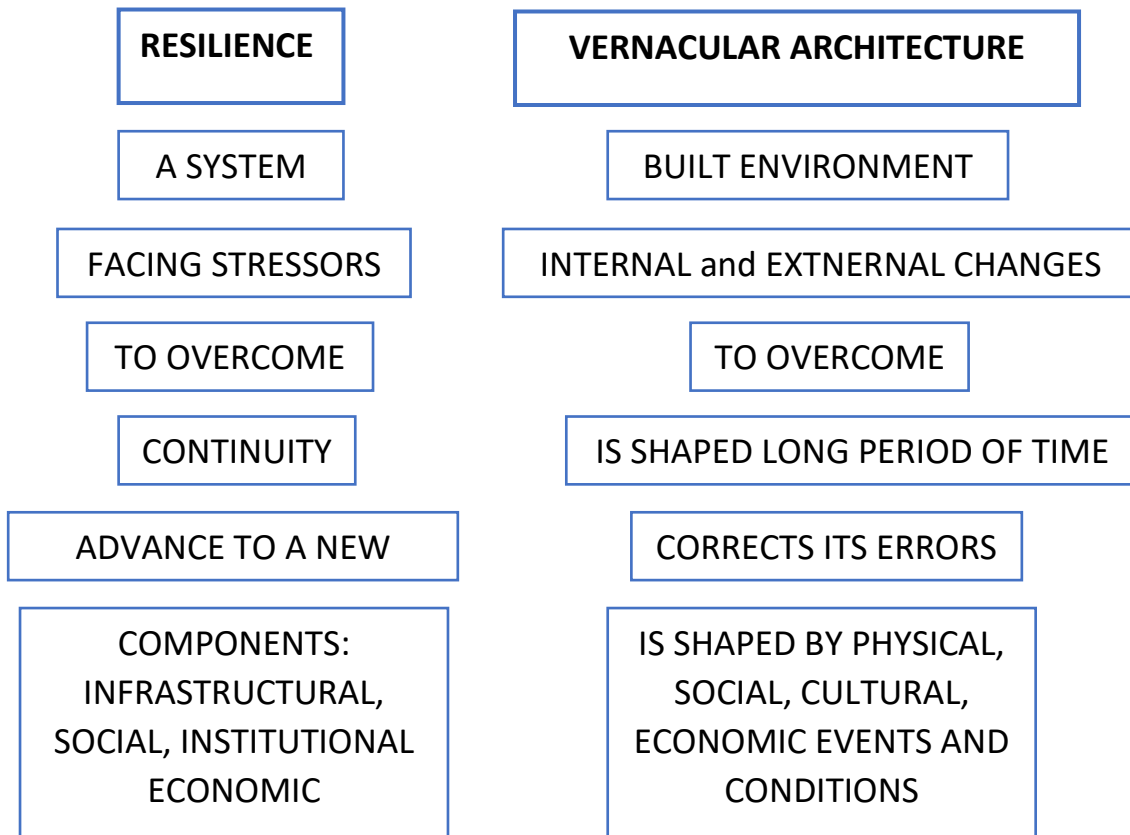 RESILIENCE
VERNACULAR ARCHITECTURE
A SYSTEM
BUILT ENVIRONMENT
FACING STRESSORS
INTERNAL and EXTNERNAL CHANGES
TO OVERCOME
TO OVERCOME
CONTINUITY
IS SHAPED LONG PERIOD OF TIME
ADVANCE TO A NEW
CORRECTS ITS ERRORS
COMPONENTS:
INFRASTRUCTURAL,
SOCIAL, INSTITUTIONAL
ECONOMIC
IS SHAPED BY PHYSICAL,
SOCIAL, CULTURAL,
ECONOMIC EVENTS AND
CONDITIONS